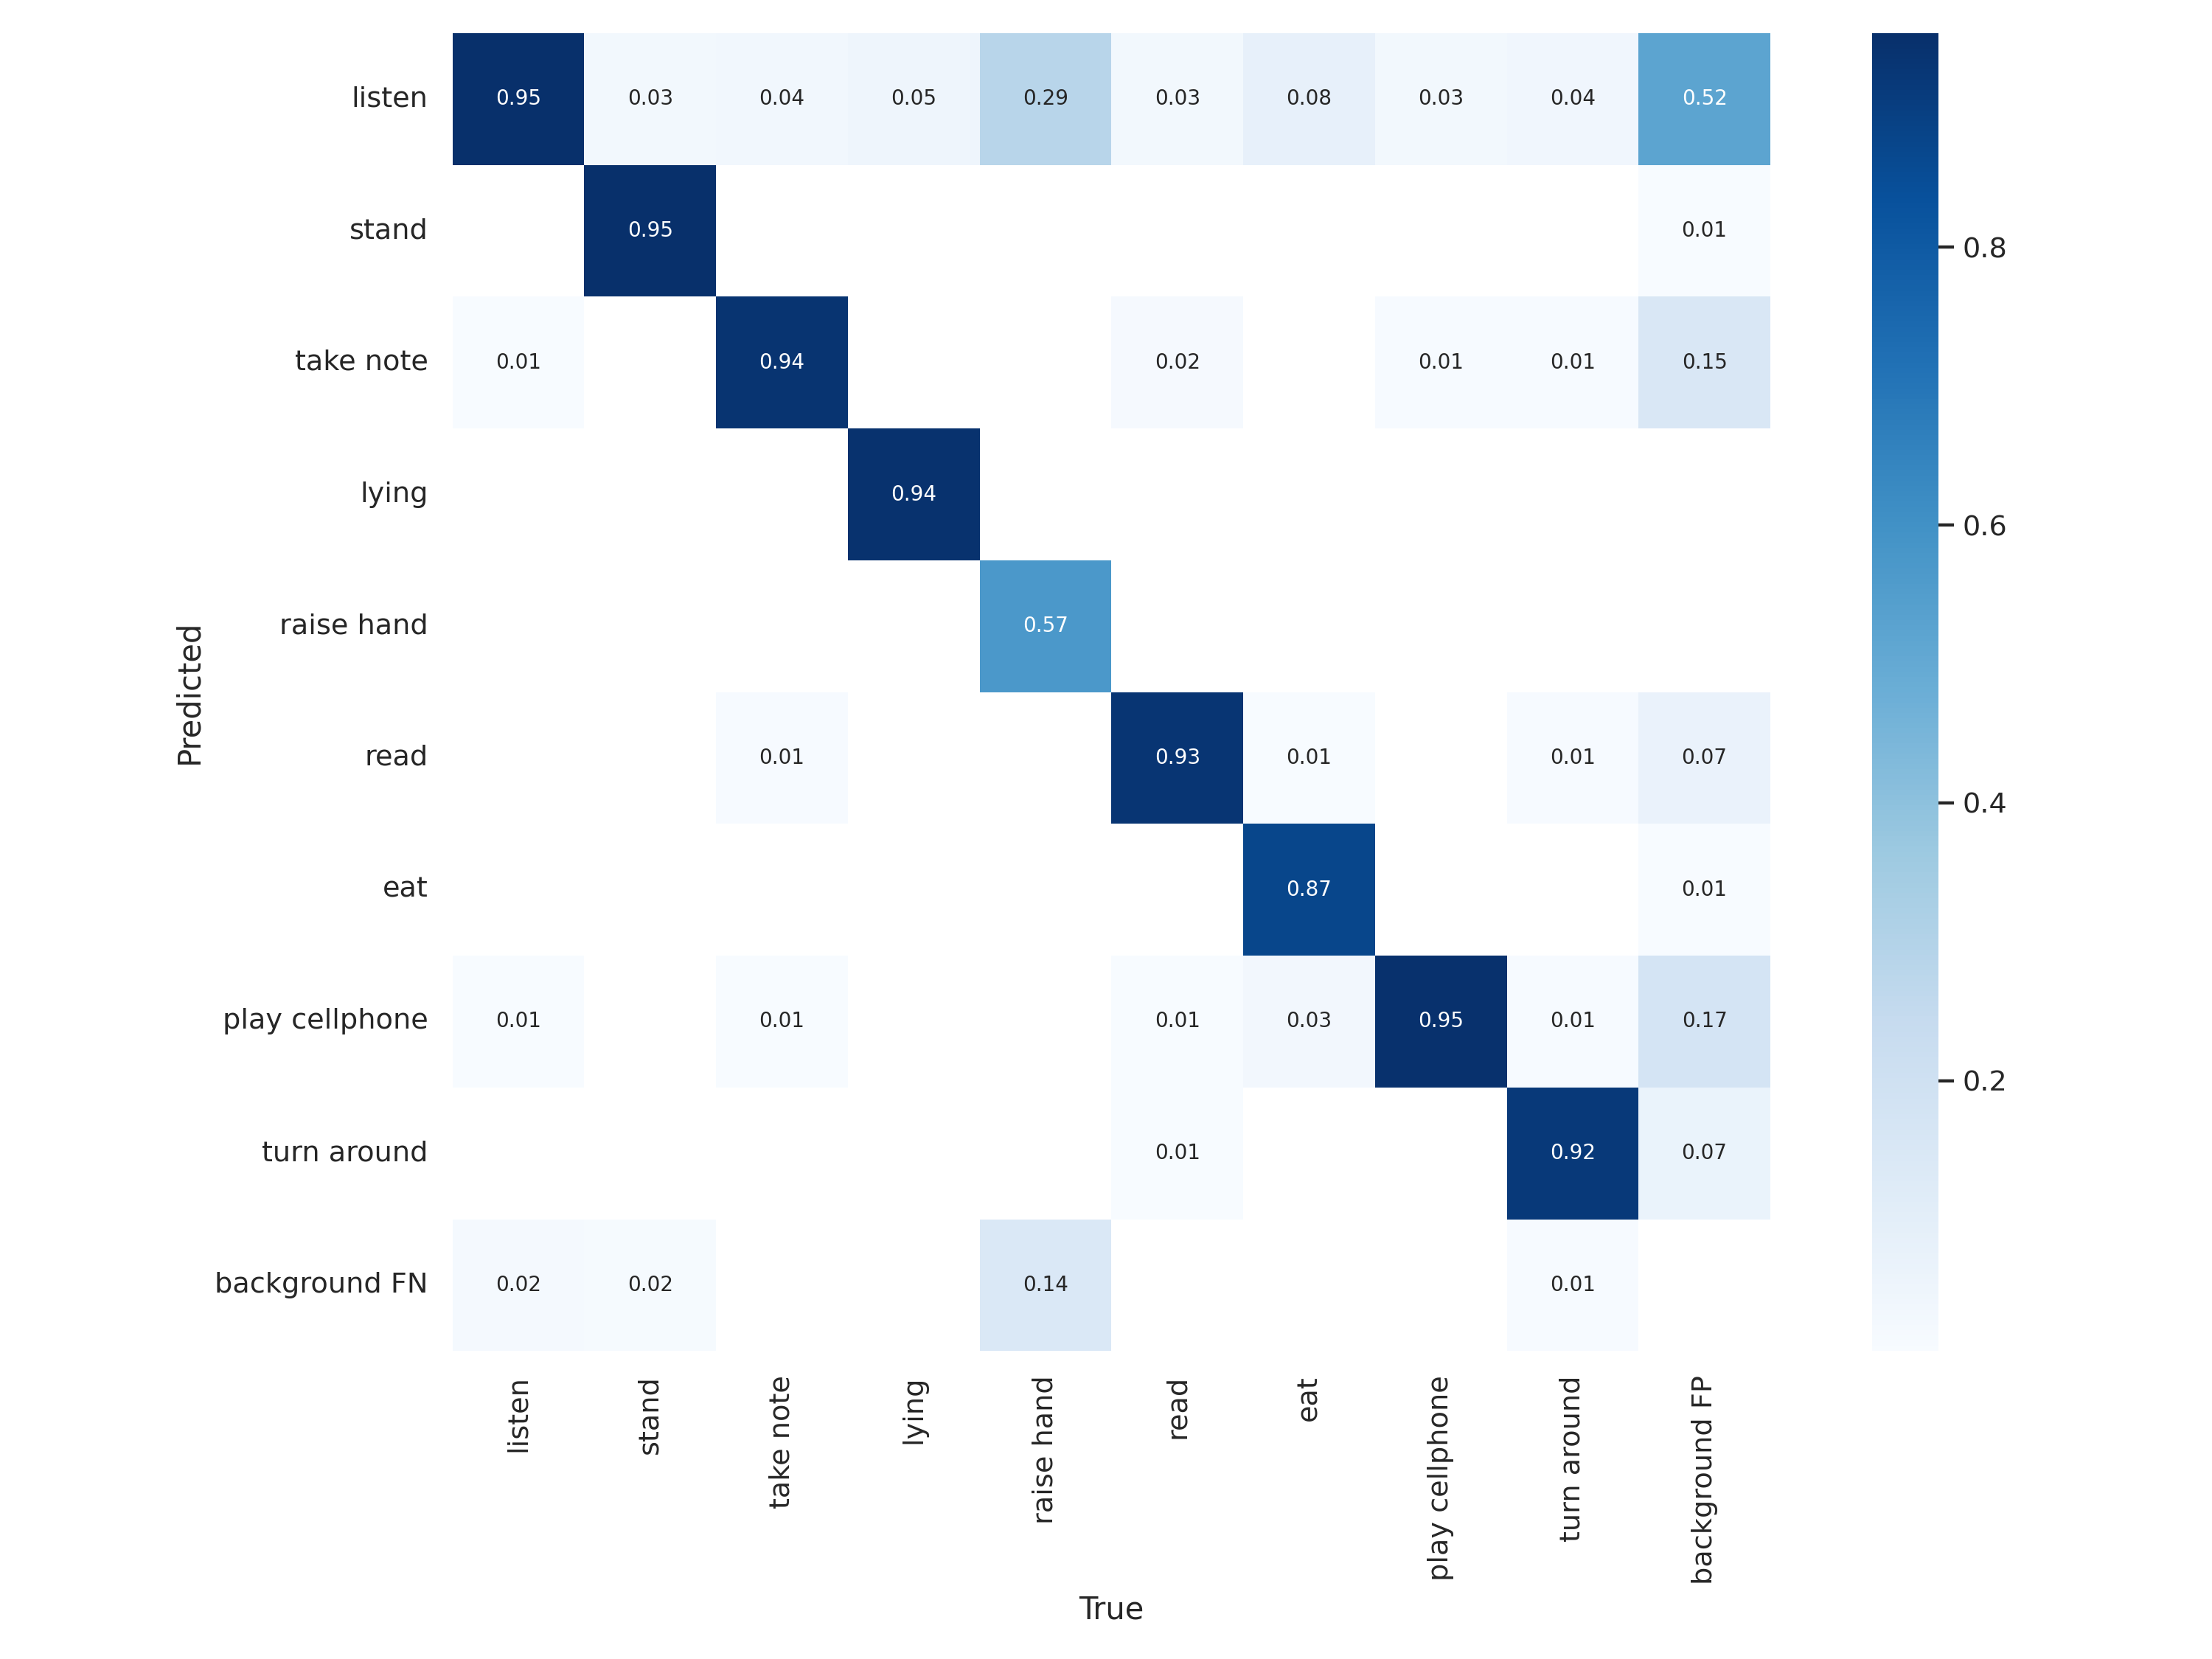 listen 0.95 0.03 0.04 0.05 0.29 0.03 0.08 0.03 0.04 0.52
stand 0.95 0.01
take note 0.01 0.94 0.02 0.01 0.01 0.15
lying 0.94
raise hand 0.57
read 0.01 0.93 0.01 0.01 0.07
eat 0.87 0.01
play cellphone 0.01 0.01 0.01 0.03 0.95 0.01 0.17
turn around 0.01 0.92 0.07
background FN 0.02 0.02 0.14 0.01
Predicted
listen
stand
take note
lying
raise hand
read
eat
play cellphone
turn around
background FP
True
0.8
0.6
0.4
0.2